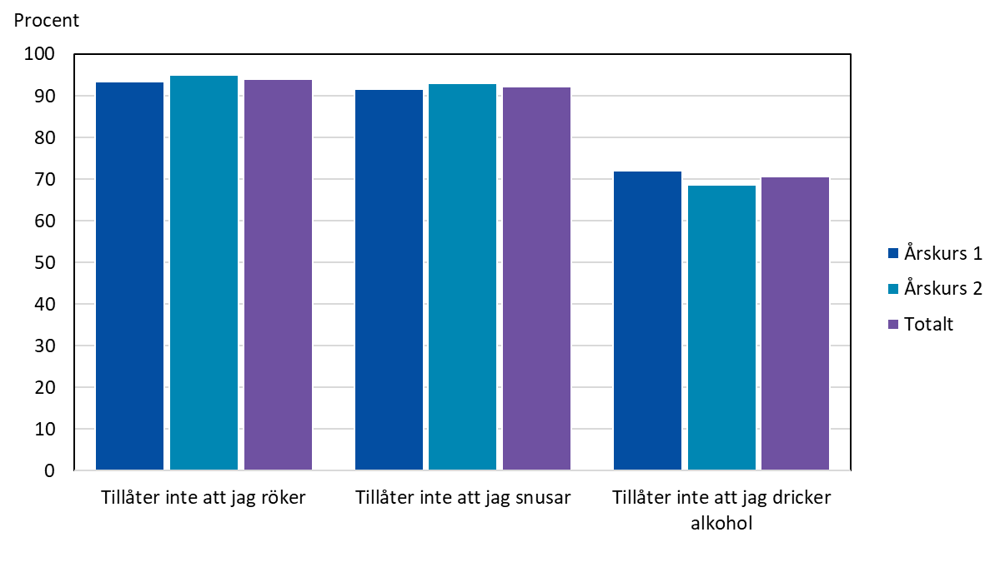 Procent
100
90
80
70
60
50
40
30
20
10
0
Tillåter inte att jag röker
Tillåter inte att jag snusar
Tillåter inte att jag dricker
alkohol
Årskurs 1
Årskurs 2
Totalt